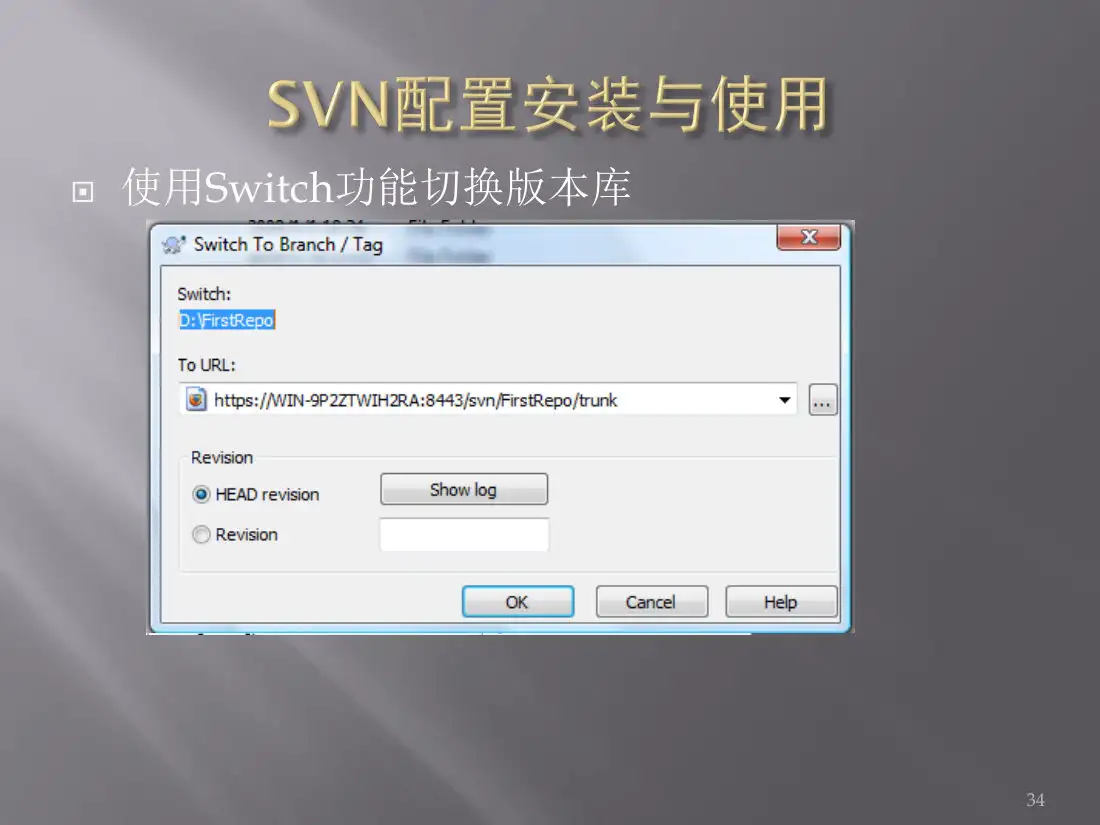 SVN配置安装与使用
使用Switch功能切换版本库
Switch To Branch / Tag
Switch:
D:\FirstRepo
To URL:
https://WIN-9P2ZTWIH2RA:8443/svn/FirstRepo/trunk
...
Revision
HEAD revision
Show log
Revision
OK Cancel Help
34